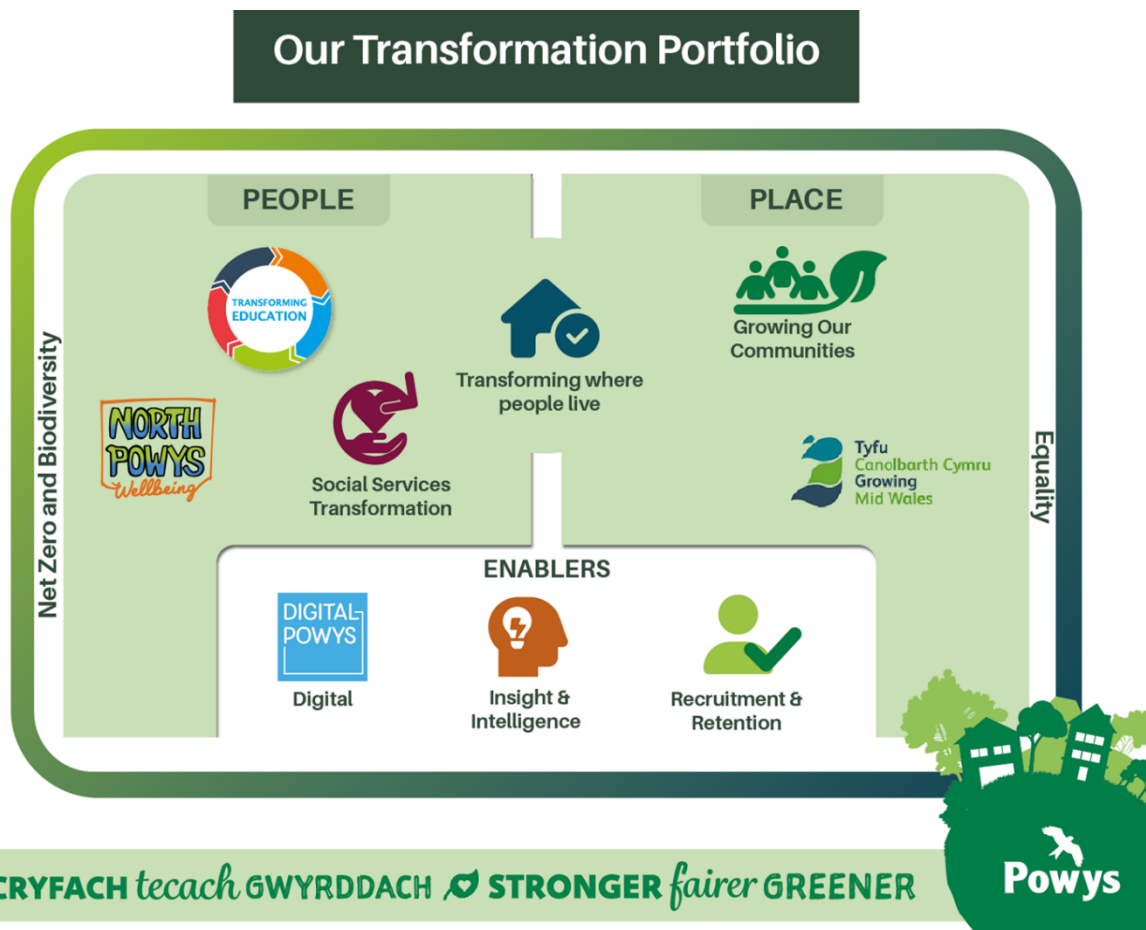 Our Transformation Portfolio
PEOPLE
PLACE
TRANSFORMING
EDUCATION
NORTH
POWYS
Wellbeing
Social Services
Transformation
Transforming where
people live
Growing Our
Communities
Tyfu
Canolbarth Cymru
Growing
Mid Wales
Net Zero and Biodiversity
Equality
ENABLERS
DIGITAL
POWYS
Digital
Insight &
Intelligence
Recruitment &
Retention
CRYFACH tecach GWYRDDACH STRONGER fairer GREENER
Powys